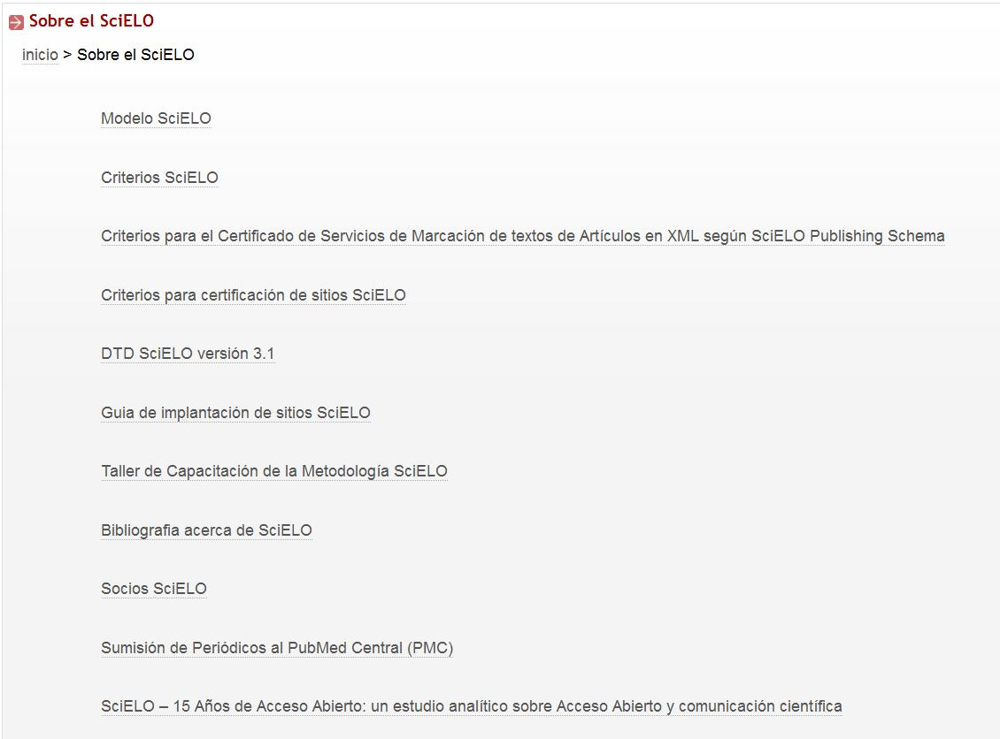 Sobre el SciELO
inicio > Sobre el SciELO
Modelo SciELO
Criterios SciELO
Criterios para el Certificado de Servicios de Marcación de textos de Artículos en XML según SciELO Publishing Schema
Criterios para certificación de sitios SciELO
DTD SciELO versión 3.1
Guia de implantación de sitios SciELO
Taller de Capacitación de la Metodología SciELO
Bibliografia acerca de SciELO
Socios SciELO
Sumisión de Periódicos al PubMed Central (PMC)
SciELO – 15 Años de Acceso Abierto: un estudio analítico sobre Acceso Abierto y comunicación científica